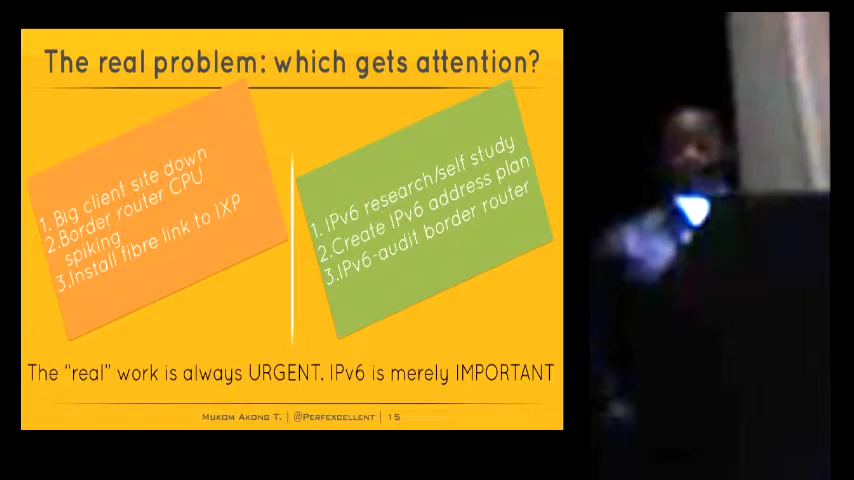 The real problem: which gets attention?
1. Big client site down
2.Border router CPU
spiking
3.Install fibre link to IXP
1. IPv6 research/self study
2.Create IPv6 address plan
3.IPv6-audit border router
The “real” work is always URGENT. IPv6 is merely IMPORTANT
Mukom Akong T. | @Perfexcellent | 15